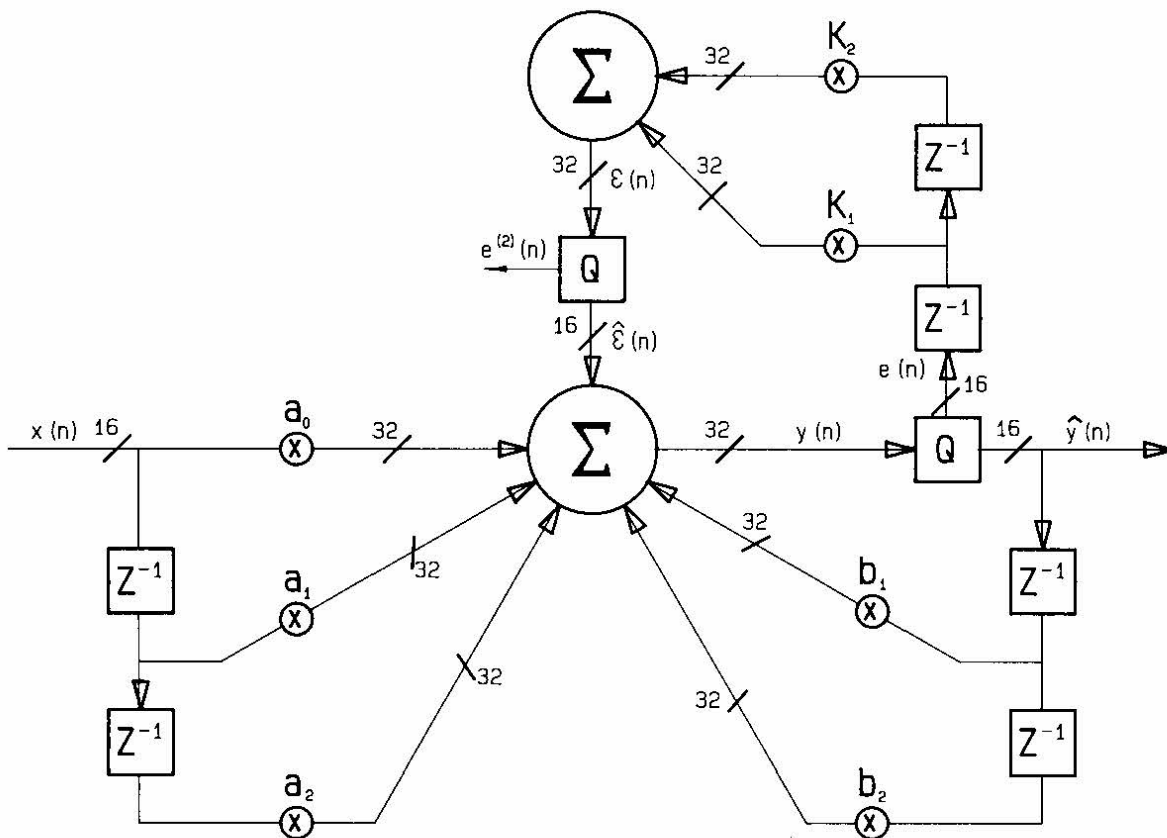 K₂
32
Σ
Z⁻¹
32
ε(n)
32
K₁
e⁽²⁾(n)
Q
Z⁻¹
16
ε̂(n)
e(n)
16
x(n)
16
a₀
32
Σ
32
y(n)
Q
16
ŷ(n)
32
Z⁻¹
a₁
32
b₁
Z⁻¹
32
32
Z⁻¹
Z⁻¹
a₂
b₂